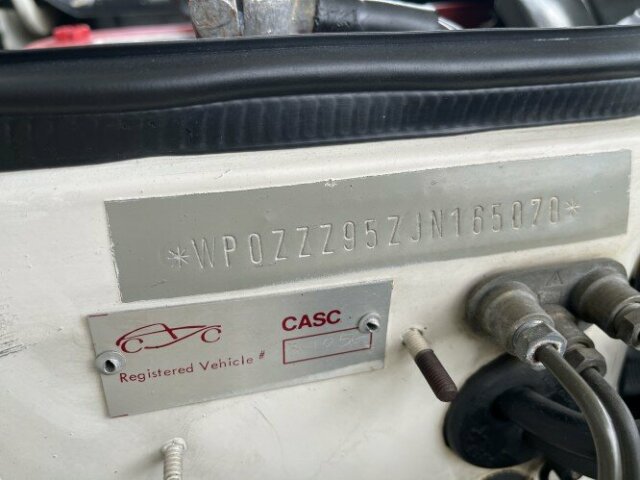 *WP0ZZZ95ZJN165070*
CASC
Registered Vehicle #